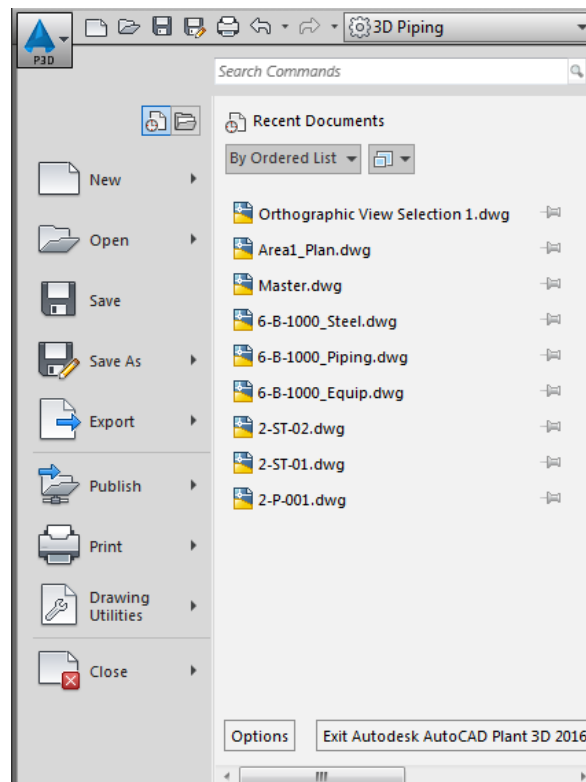 3D Piping
P3D
Search Commands
Recent Documents
By Ordered List
New
Open
Save
Save As
Export
Publish
Print
Drawing
Utilities
Close
Orthographic View Selection 1.dwg
Area1_Plan.dwg
Master.dwg
6-B-1000_Steel.dwg
6-B-1000_Piping.dwg
6-B-1000_Equip.dwg
2-ST-02.dwg
2-ST-01.dwg
2-P-001.dwg
Options
Exit Autodesk AutoCAD Plant 3D 2016